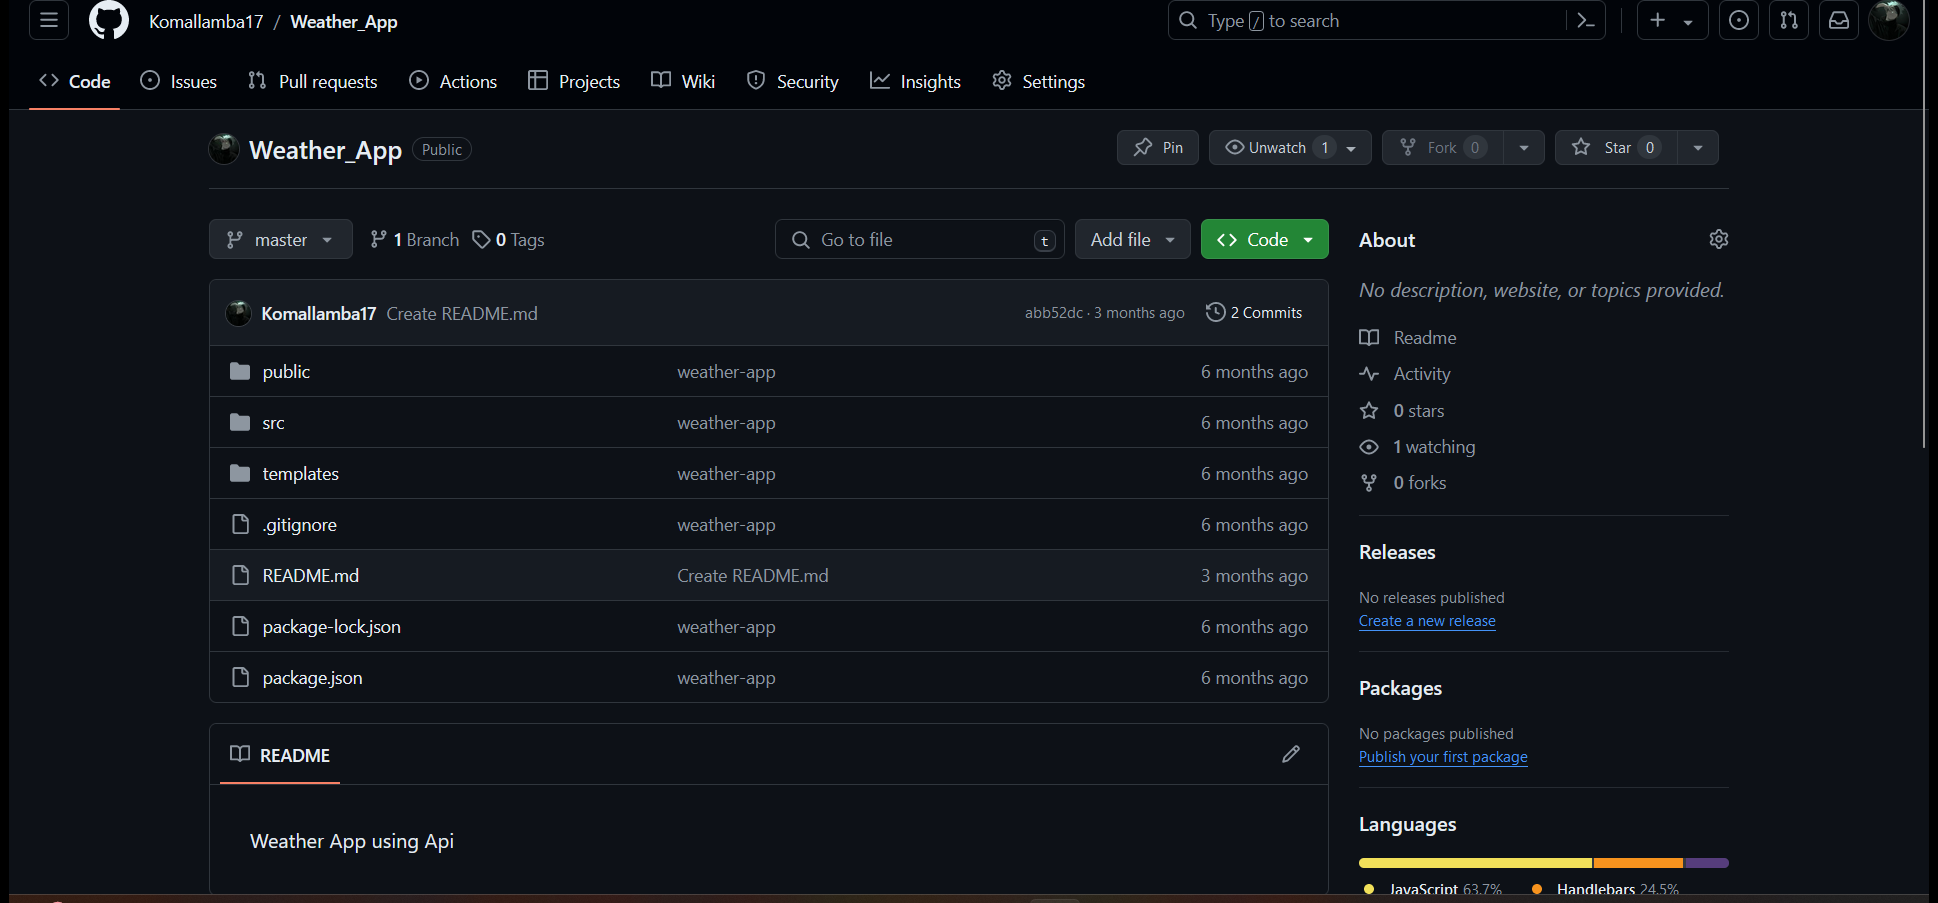 Komallamba17 / Weather_App
Type / to search
Code Issues Pull requests Actions Projects Wiki Security Insights Settings
Weather_App Public
Pin Unwatch 1 Fork 0 Star 0
master 1 Branch 0 Tags
Go to file t Add file Code
Komallamba17 Create README.md abb52dc · 3 months ago 2 Commits
public weather-app 6 months ago
src weather-app 6 months ago
templates weather-app 6 months ago
.gitignore weather-app 6 months ago
README.md Create README.md 3 months ago
package-lock.json weather-app 6 months ago
package.json weather-app 6 months ago
README
Weather App using Api
About
No description, website, or topics provided.
Readme
Activity
0 stars
1 watching
0 forks
Releases
No releases published
Create a new release
Packages
No packages published
Publish your first package
Languages
JavaScript 63.7% Handlebars 24.5%